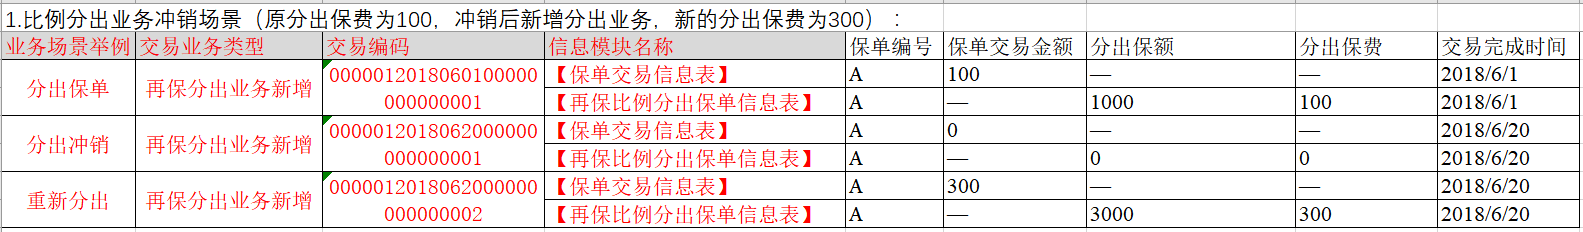 1.比例分出业务冲销场景（原分出保费为100，冲销后新增分出业务，新的分出保费为300）：
业务场景举例 交易业务类型 交易编码 信息模块名称 保单编号 保单交易金额 分出保额 分出保费 交易完成时间
分出保单 再保分出业务新增 0000012018060100000
000000001 【保单交易信息表】 A 100 — — 2018/6/1
【再保比例分出保单信息表】 A — 1000 100 2018/6/1
分出冲销 再保分出业务新增 0000012018062000000
000000001 【保单交易信息表】 A 0 — — 2018/6/20
【再保比例分出保单信息表】 A — 0 0 2018/6/20
重新分出 再保分出业务新增 0000012018062000000
000000002 【保单交易信息表】 A 300 — — 2018/6/20
【再保比例分出保单信息表】 A — 3000 300 2018/6/20